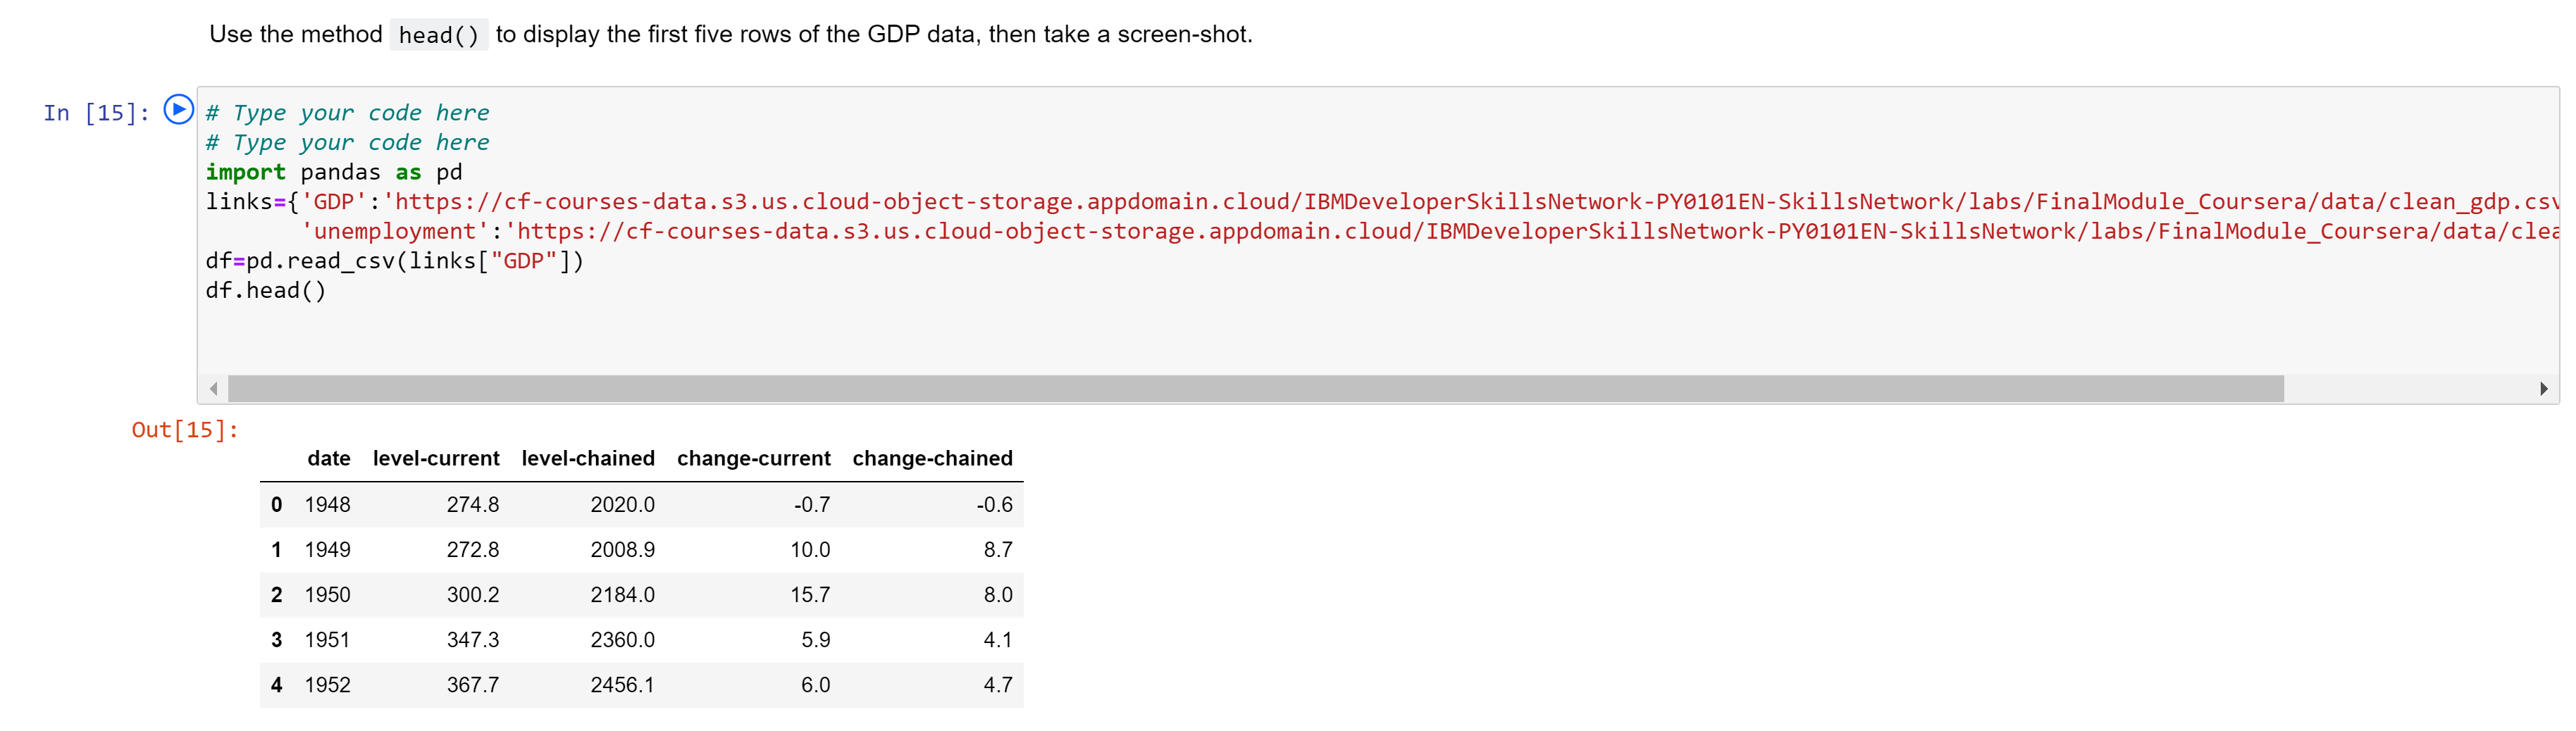 Use the method head() to display the first five rows of the GDP data, then take a screen-shot.
In [15]:
# Type your code here
# Type your code here
import pandas as pd
links={'GDP':'https://cf-courses-data.s3.us.cloud-object-storage.appdomain.cloud/IBMDeveloperSkillsNetwork-PY0101EN-SkillsNetwork/labs/FinalModule_Coursera/data/clean_gdp.csv
'unemployment':'https://cf-courses-data.s3.us.cloud-object-storage.appdomain.cloud/IBMDeveloperSkillsNetwork-PY0101EN-SkillsNetwork/labs/FinalModule_Coursera/data/clea
df=pd.read_csv(links["GDP"])
df.head()
Out[15]:
date level-current level-chained change-current change-chained
0 1948 274.8 2020.0 -0.7 -0.6
1 1949 272.8 2008.9 10.0 8.7
2 1950 300.2 2184.0 15.7 8.0
3 1951 347.3 2360.0 5.9 4.1
4 1952 367.7 2456.1 6.0 4.7